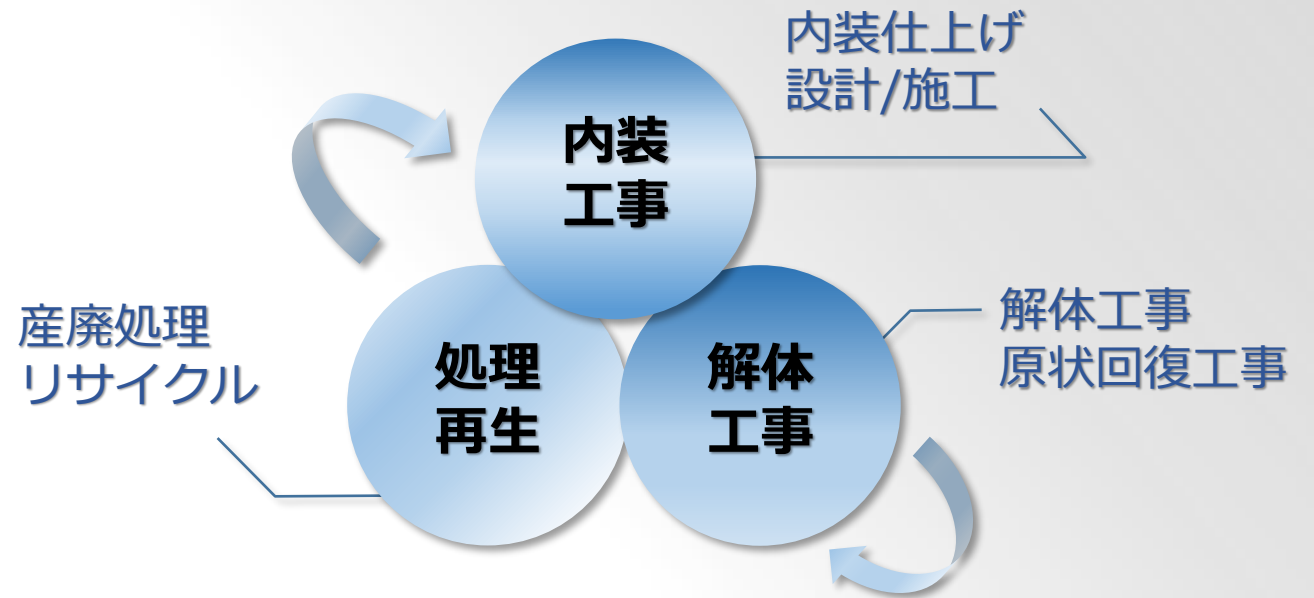 内装仕上げ
設計/施工
内装
工事
産廃処理
リサイクル
処理
再生
解体
工事
解体工事
原状回復工事